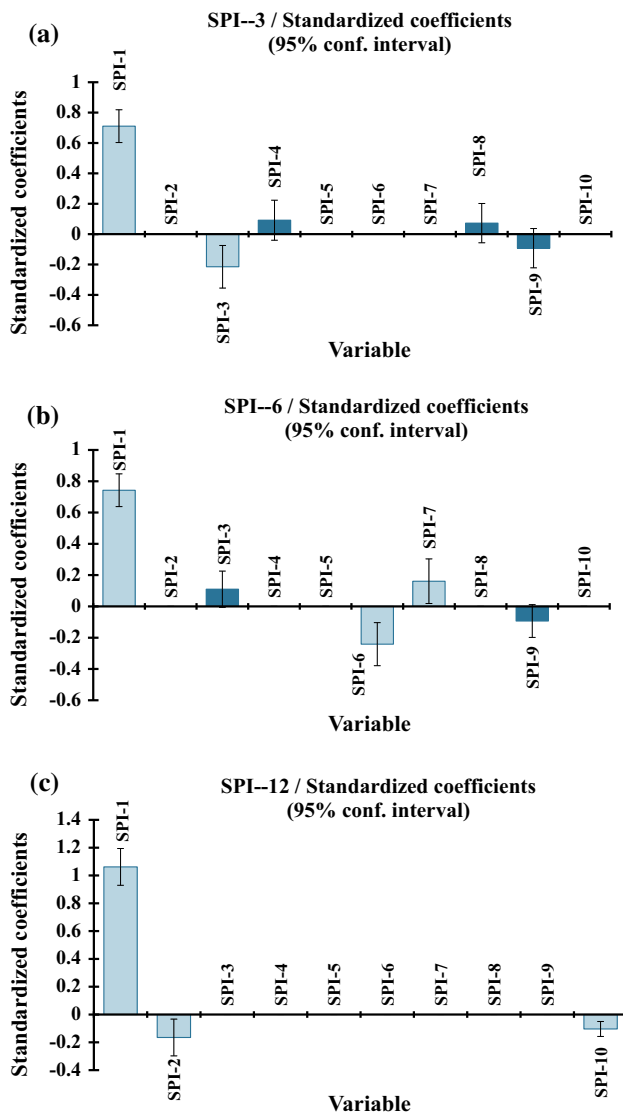 (a)
SPI--3 / Standardized coefficients
(95% conf. interval)
Standardized coefficients
1
0.8
0.6
0.4
0.2
0
-0.2
-0.4
-0.6
SPI-1
SPI-2
SPI-3
SPI-4
SPI-5
SPI-6
SPI-7
SPI-8
SPI-9
SPI-10
Variable
(b)
SPI--6 / Standardized coefficients
(95% conf. interval)
Standardized coefficients
1
0.8
0.6
0.4
0.2
0
-0.2
-0.4
-0.6
SPI-1
SPI-2
SPI-3
SPI-4
SPI-5
SPI-6
SPI-7
SPI-8
SPI-9
SPI-10
Variable
(c)
SPI--12 / Standardized coefficients
(95% conf. interval)
Standardized coefficients
1.4
1.2
1
0.8
0.6
0.4
0.2
0
-0.2
-0.4
SPI-1
SPI-2
SPI-3
SPI-4
SPI-5
SPI-6
SPI-7
SPI-8
SPI-9
SPI-10
Variable